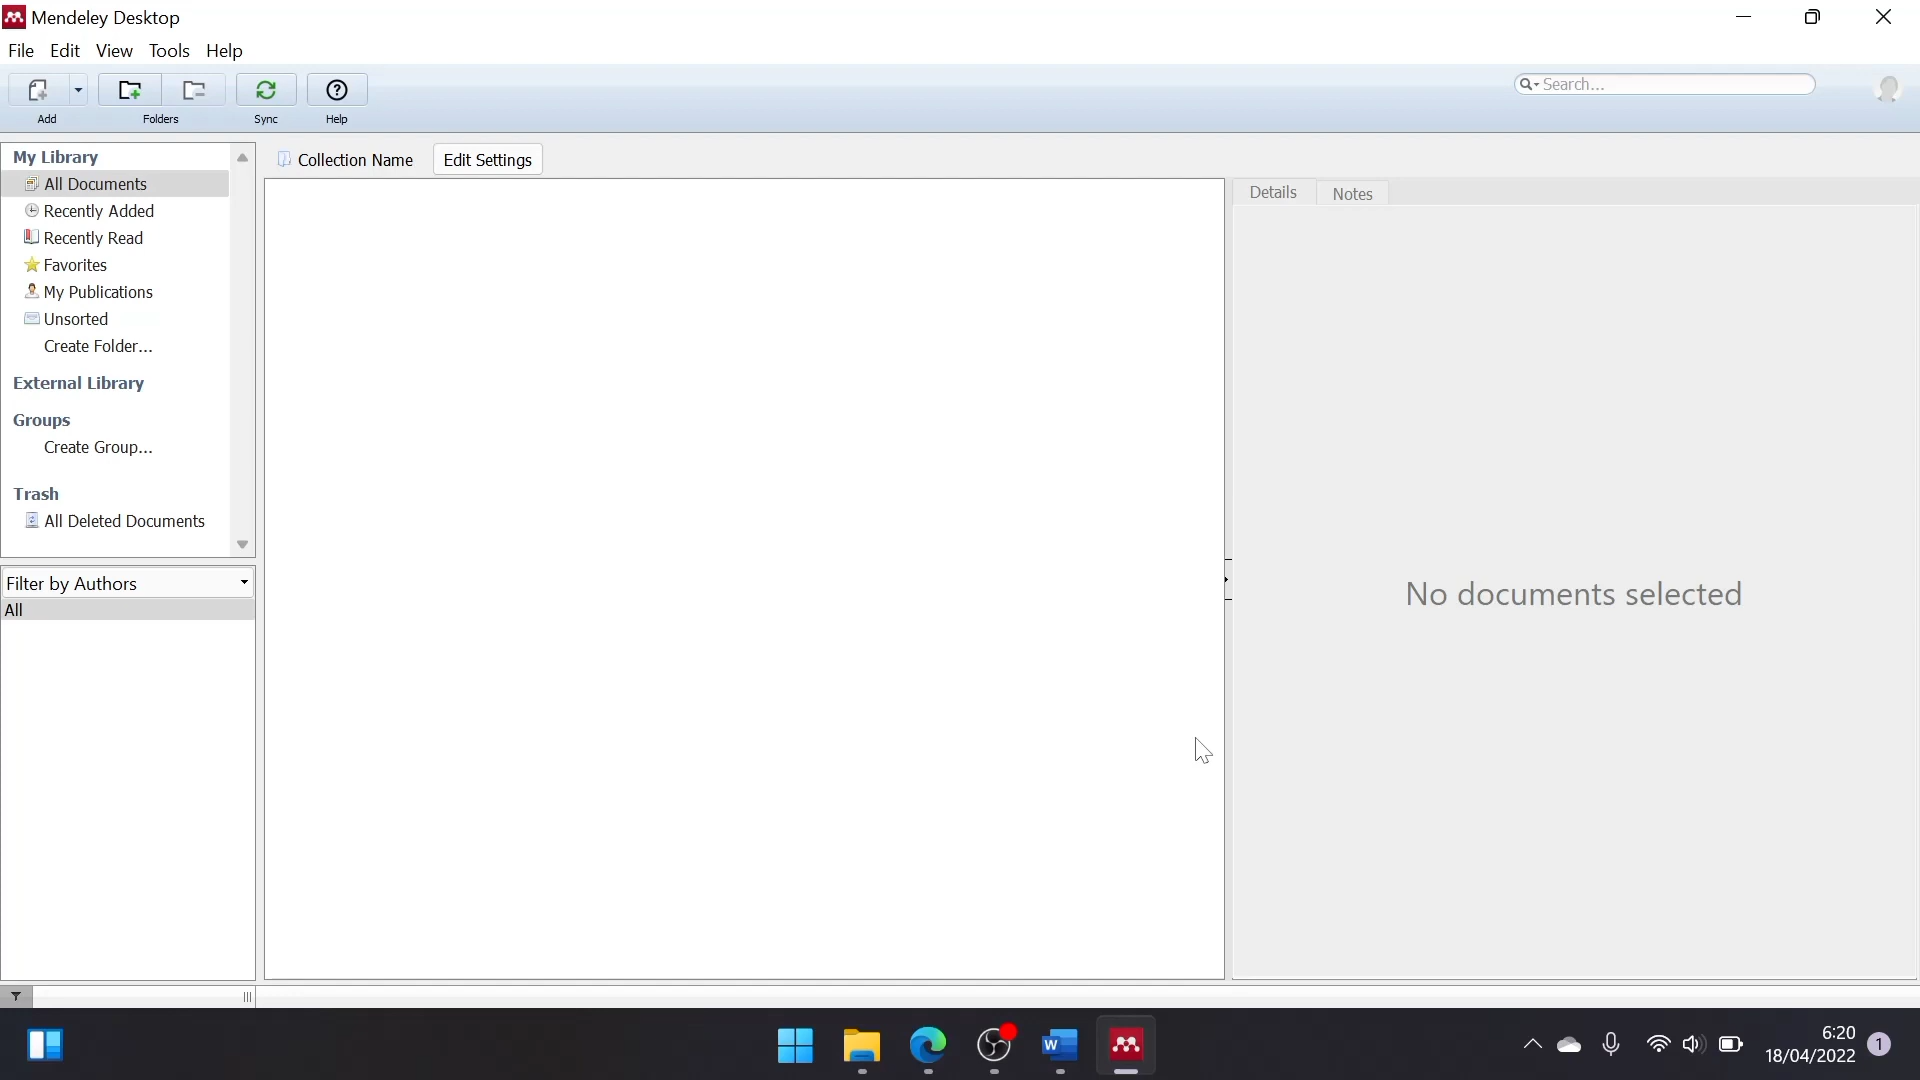 Mendeley Desktop
File Edit View Tools Help
Search...
Add Folders Sync Help
My Library
All Documents
Recently Added
Recently Read
Favorites
My Publications
Unsorted
Create Folder...
External Library
Groups
Create Group...
Trash
All Deleted Documents
Filter by Authors
All
Collection Name Edit Settings
Details Notes
No documents selected
W
6:20
18/04/2022
1